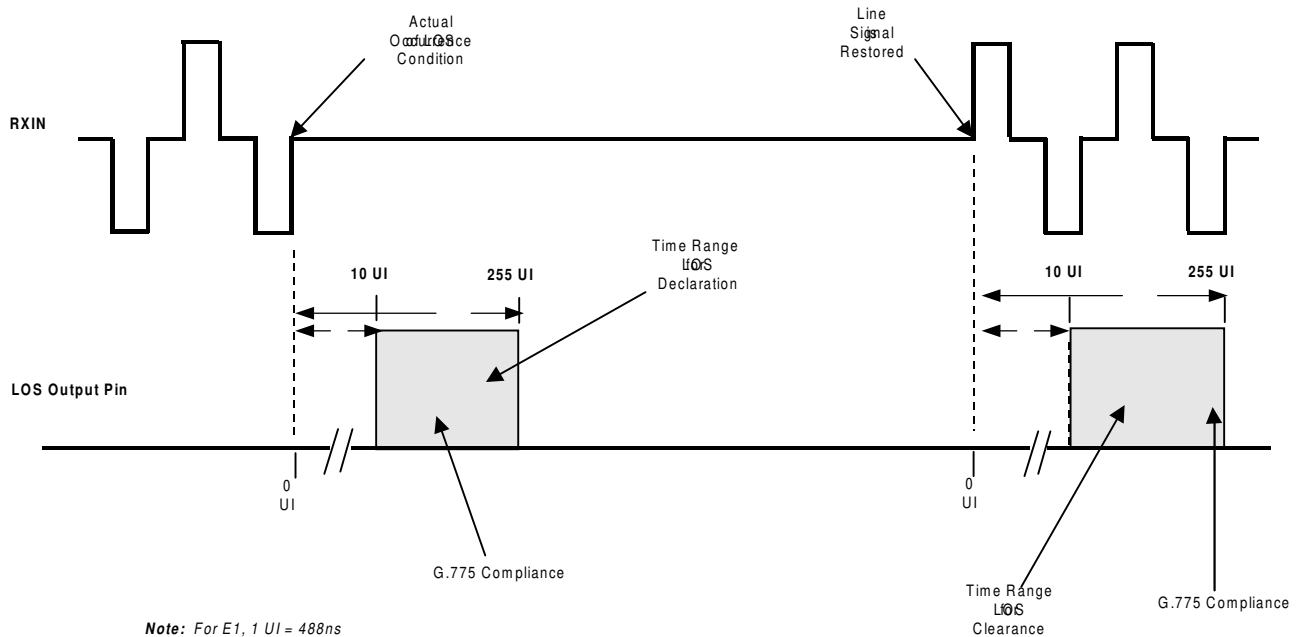 Actual
Occurrence
of LOS
Condition
Line
Signal
is
Restored
RXIN
Time Range
for
LOS
Declaration
10 UI
255 UI
10 UI
255 UI
LOS Output Pin
0
UI
0
UI
G.775 Compliance
Time Range
for
LOS
Clearance
G.775 Compliance
Note: For E1, 1 UI = 488ns